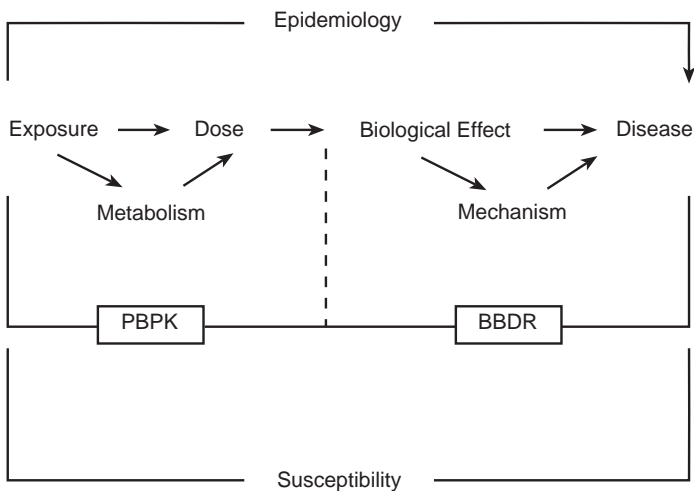 Epidemiology
Exposure Dose Biological Effect Disease
Metabolism Mechanism
PBPK BBDR
Susceptibility